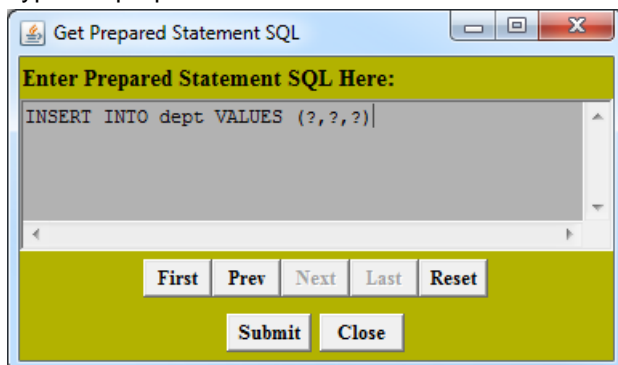 Get Prepared Statement SQL
Enter Prepared Statement SQL Here:
INSERT INTO dept VALUES (?,?,?)
First Prev Next Last Reset
Submit Close